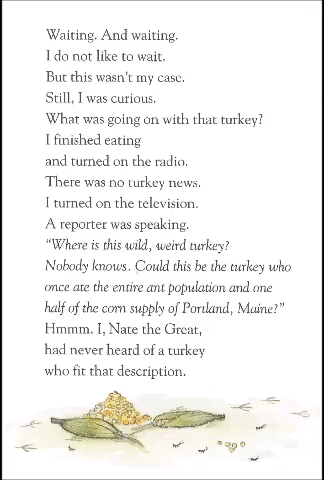 Waiting. And waiting.
I do not like to wait.
But this wasn't my case.
Still, I was curious.
What was going on with that turkey?
I finished eating
and turned on the radio.
There was no turkey news.
I turned on the television.
A reporter was speaking.
“Where is this wild, weird turkey?
Nobody knows. Could this be the turkey who
once ate the entire ant population and one
half of the corn supply of Portland, Maine?”
Hmmm. I, Nate the Great,
had never heard of a turkey
who fit that description.